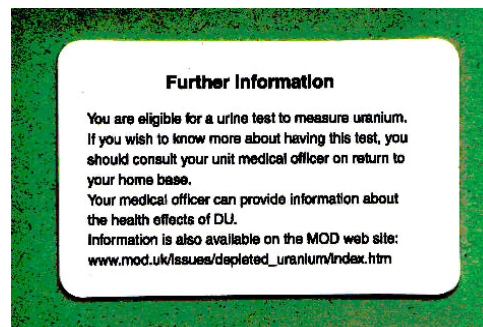 Further Information
You are eligible for a urine test to measure uranium.
If you wish to know more about having this test, you
should consult your unit medical officer on return to
your home base.
Your medical officer can provide information about
the health effects of DU.
Information is also available on the MOD web site:
www.mod.uk/issues/depleted_uranium/index.htm